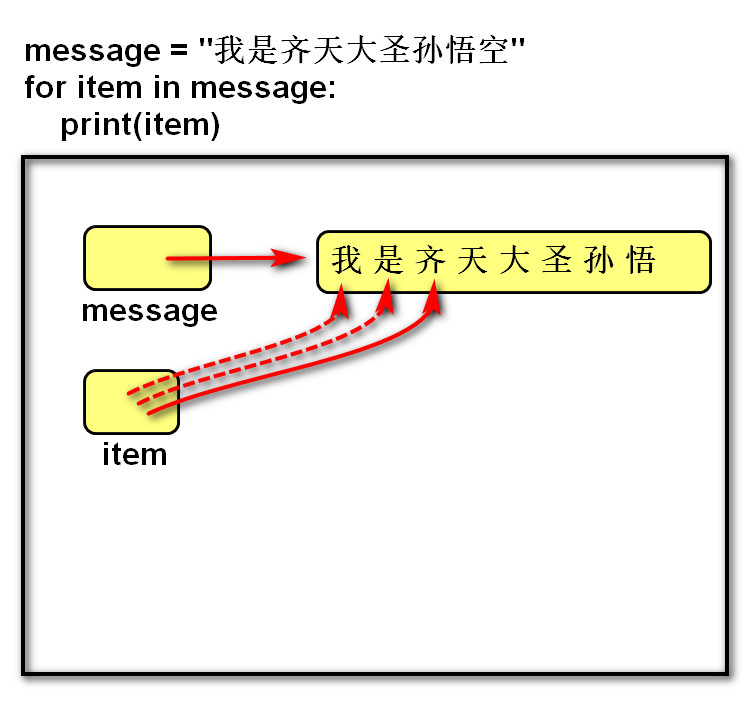 message = "我是齐天大圣孙悟空"
for item in message:
    print(item)
我是齐天大圣孙悟
message
item